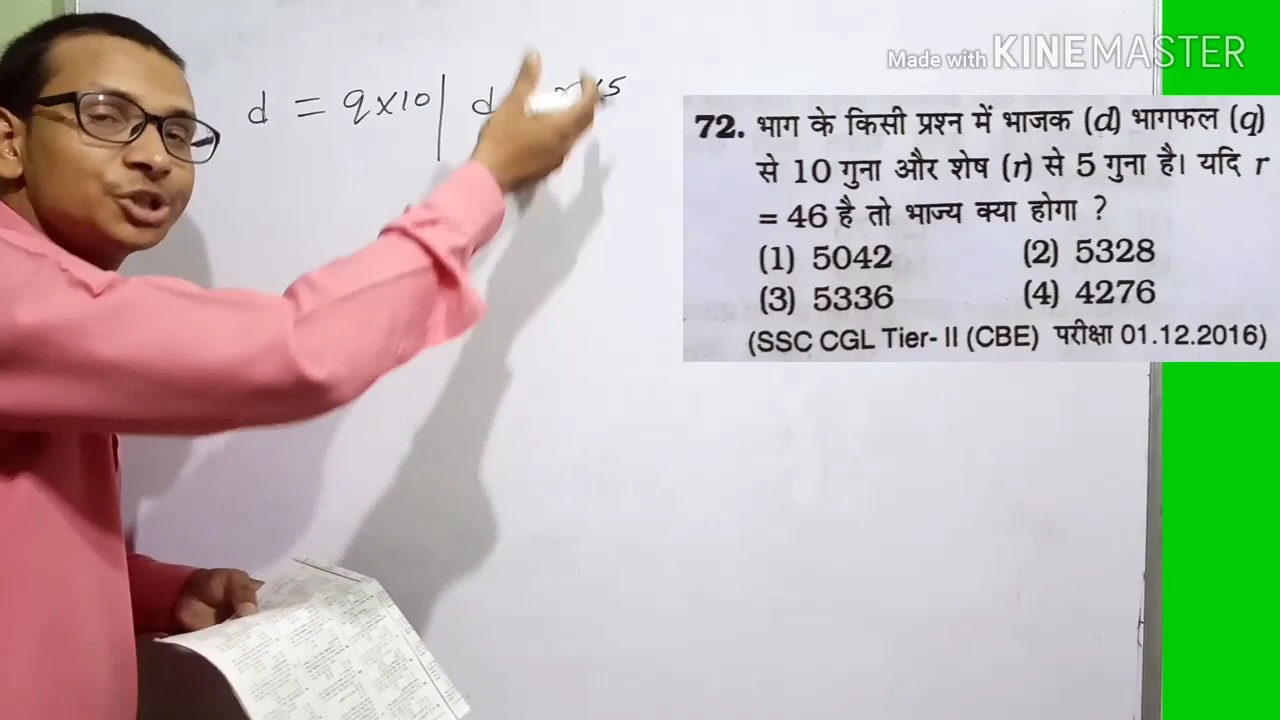 Made with KINEMASTER
d = q×10 | d
72. भाग के किसी प्रश्न में भाजक (d) भागफल (q)
से 10 गुना और शेष (r) से 5 गुना है। यदि r
= 46 है तो भाज्य क्या होगा ?
(1) 5042 (2) 5328
(3) 5336 (4) 4276
(SSC CGL Tier- II (CBE) परीक्षा 01.12.2016)